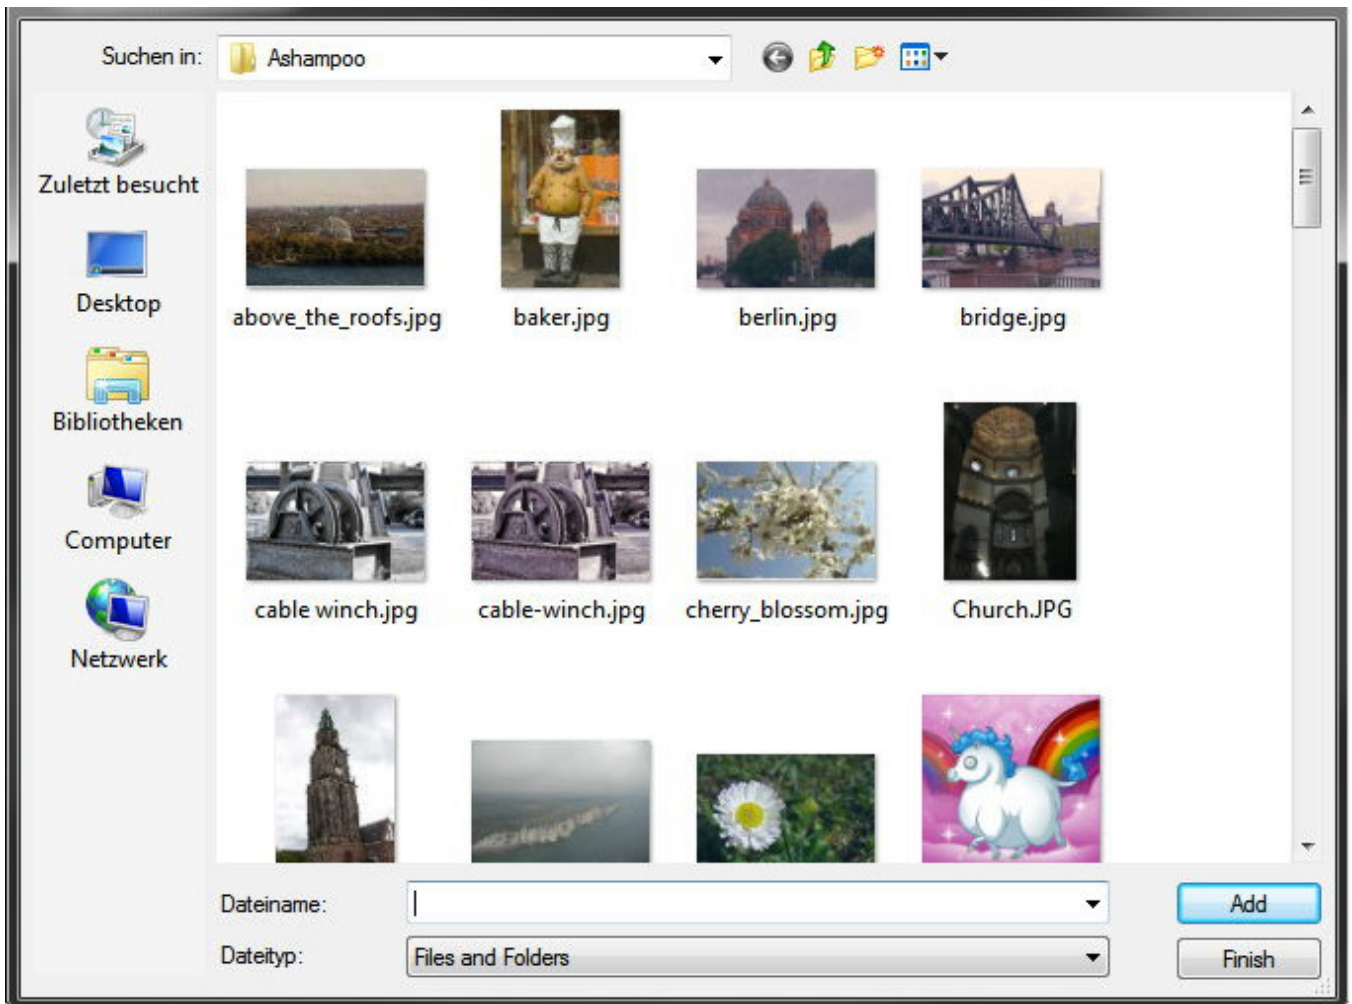 Suchen in:
Ashampoo
Zuletzt besucht
Desktop
Bibliotheken
Computer
Netzwerk
above_the_roofs.jpg
baker.jpg
berlin.jpg
bridge.jpg
cable winch.jpg
cable-winch.jpg
cherry_blossom.jpg
Church.JPG
Dateiname:
Add
Dateityp:
Files and Folders
Finish